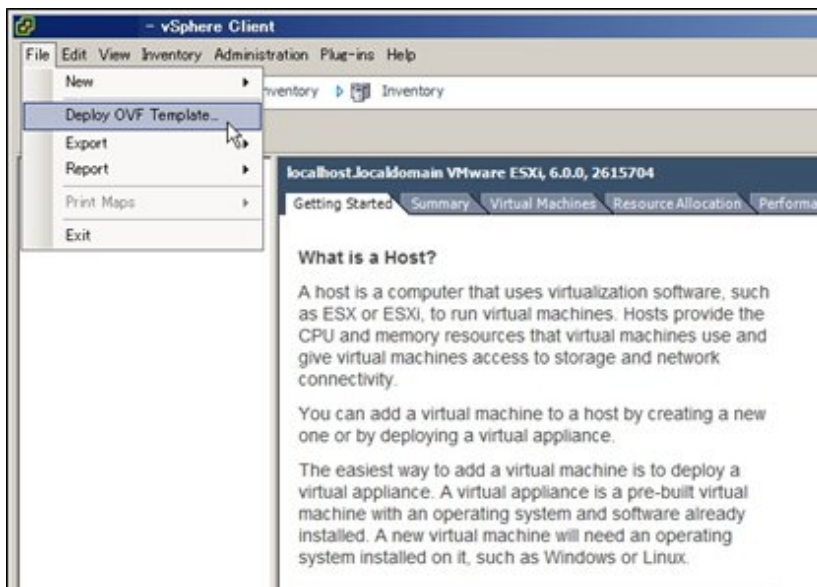 - vSphere Client
File Edit View Inventory Administration Plug-ins Help
New
nventory Inventory
Deploy OVF Template...
Export
Report
Print Maps
Exit
localhost.localdomain VMware ESXi, 6.0.0, 2615704
Getting Started Summary Virtual Machines Resource Allocation Performa
What is a Host?
A host is a computer that uses virtualization software, such
as ESX or ESXi, to run virtual machines. Hosts provide the
CPU and memory resources that virtual machines use and
give virtual machines access to storage and network
connectivity.
You can add a virtual machine to a host by creating a new
one or by deploying a virtual appliance.
The easiest way to add a virtual machine is to deploy a
virtual appliance. A virtual appliance is a pre-built virtual
machine with an operating system and software already
installed. A new virtual machine will need an operating
system installed on it, such as Windows or Linux.